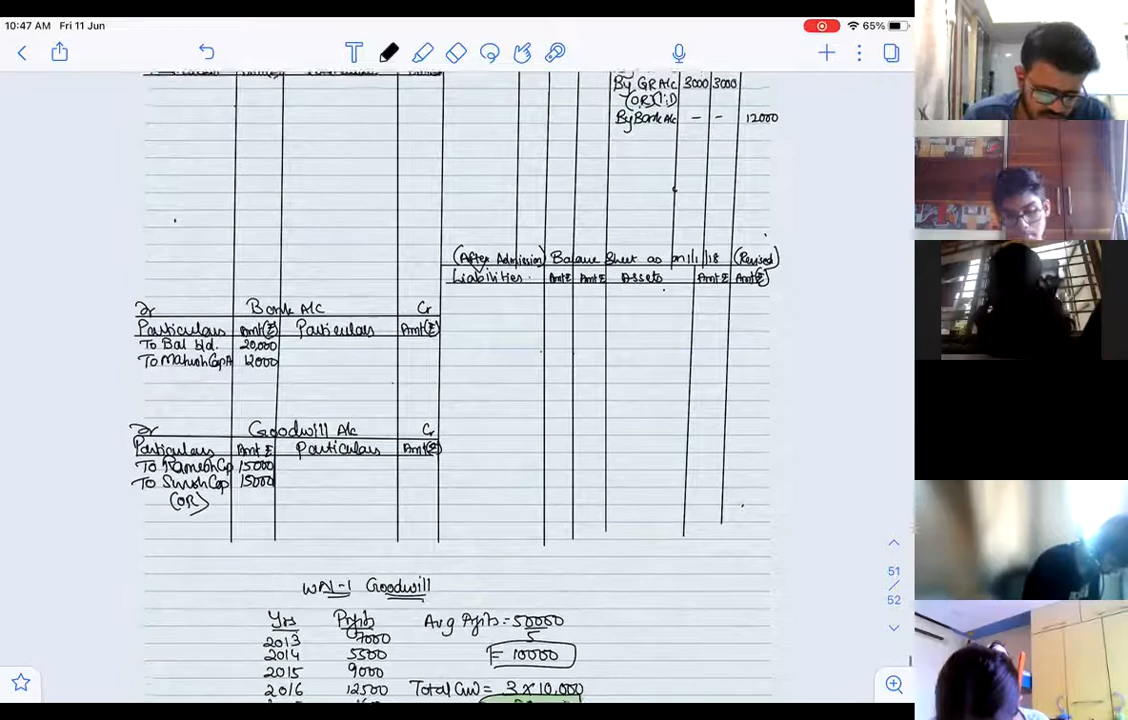 10:47 AM Fri 11 Jun
65%
By GR A/c 3000 3000
(OR)
By Bank A/c - - 12000
(After Admission) Balance Sheet as on 1/1/18 (Revised)
Liabilities Amt ₹ Amt ₹ Assets Amt ₹ Amt ₹
Dr Bank A/c Cr
Particulars Amt(₹) Particulars Amt(₹)
To Bal b/d. 20,000
To Mahesh Cap A 12000
Dr Goodwill A/c Cr
Particulars Amt ₹ Particulars Amt(₹)
To Ramesh Cap 15000
To Suresh Cap 15000
(OR)
WN-1 Goodwill
Yrs Profits Avg Profits = 50000
5
2013 7000
= 10000
2014 5500
2015 9000
2016 12500 Total GW = 3 x 10,000
51
/
52